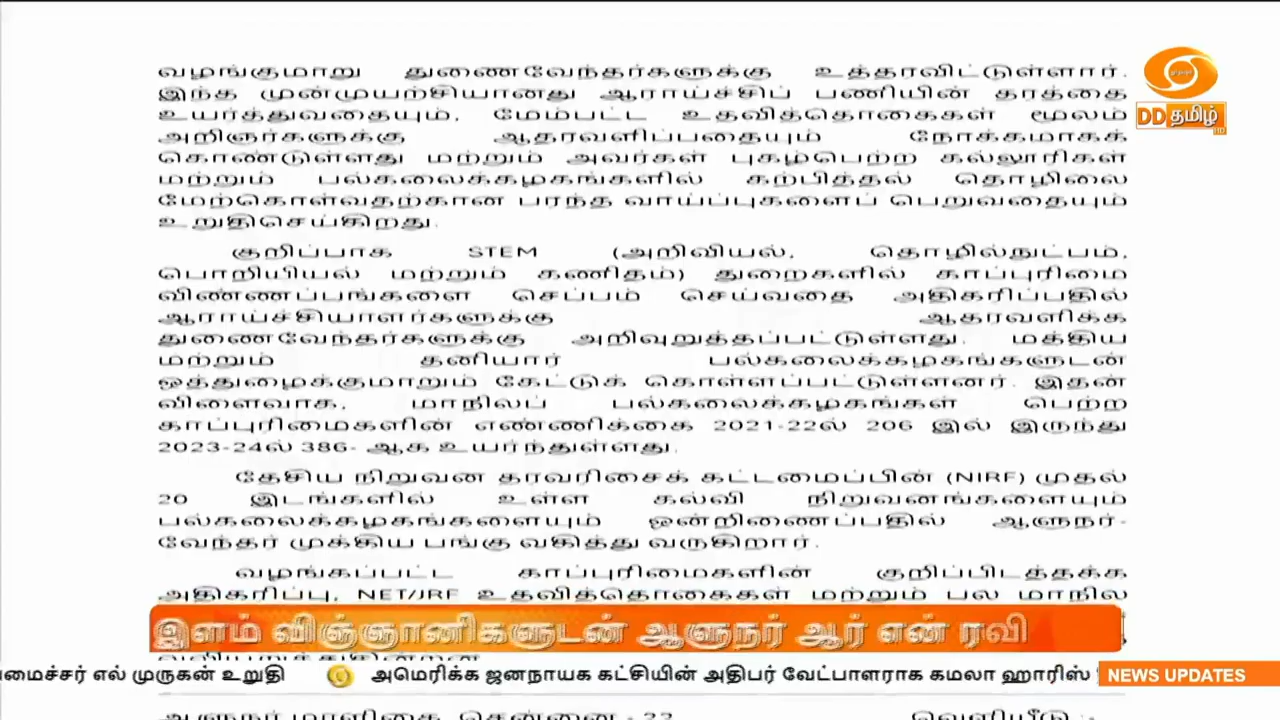 வழங்குமாறு துணைவேந்தர்களுக்கு உத்தரவிட்டுள்ளார்.
இந்த முன்முயற்சியானது ஆராய்ச்சிப் பணியின் தரத்தை
உயர்த்துவதையும், மேம்பட்ட உதவித்தொகைகள் மூலம்
அறிஞர்களுக்கு ஆதரவளிப்பதையும் நோக்கமாகக்
கொண்டுள்ளது மற்றும் அவர்கள் புகழ்பெற்ற கல்லூரிகள்
மற்றும் பல்கலைக்கழகங்களில் கற்பித்தல் தொழிலை
மேற்கொள்வதற்கான பரந்த வாய்ப்புகளைப் பெறுவதையும்
உறுதிசெய்கிறது.
குறிப்பாக STEM (அறிவியல், தொழில்நுட்பம்,
பொறியியல் மற்றும் கணிதம்) துறைகளில் காப்புரிமை
விண்ணப்பங்களை செப்பம் செய்வதை அதிகரிப்பதில்
ஆராய்ச்சியாளர்களுக்கு ஆதரவளிக்க
துணைவேந்தர்களுக்கு அறிவுறுத்தப்பட்டுள்ளது. மத்திய
மற்றும் தனியார் பல்கலைக்கழகங்களுடன்
ஒத்துழைக்குமாறும் கேட்டுக் கொள்ளப்பட்டுள்ளனர். இதன்
விளைவாக, மாநிலப் பல்கலைக்கழகங்கள் பெற்ற
காப்புரிமைகளின் எண்ணிக்கை 2021-22ல் 206 இல் இருந்து
2023-24ல் 386- ஆக உயர்ந்துள்ளது.
தேசிய நிறுவன தரவரிசைக் கட்டமைப்பின் (NIRF) முதல்
20 இடங்களில் உள்ள கல்வி நிறுவனங்களையும்
பல்கலைக்கழகங்களையும் ஒன்றிணைப்பதில் ஆளுநர்-
வேந்தர் முக்கிய பங்கு வகித்து வருகிறார்.
வழங்கப்பட்ட காப்புரிமைகளின் குறிப்பிடத்தக்க
அதிகரிப்பு, NET/JRF உதவித்தொகைகள் மற்றும் பல மாநில
இளம் விஞ்ஞானிகளுடன் ஆளுநர் ஆர் என் ரவி
மைச்சர் எல் முருகன் உறுதி அமெரிக்க ஜனநாயக கட்சியின் அதிபர் வேட்பாளராக கமலா ஹாரிஸ்
NEWS UPDATES
ஆளுநர் மாளிகை, சென்னை - 22 வெளியீடு :-
DD தமிழ் HD